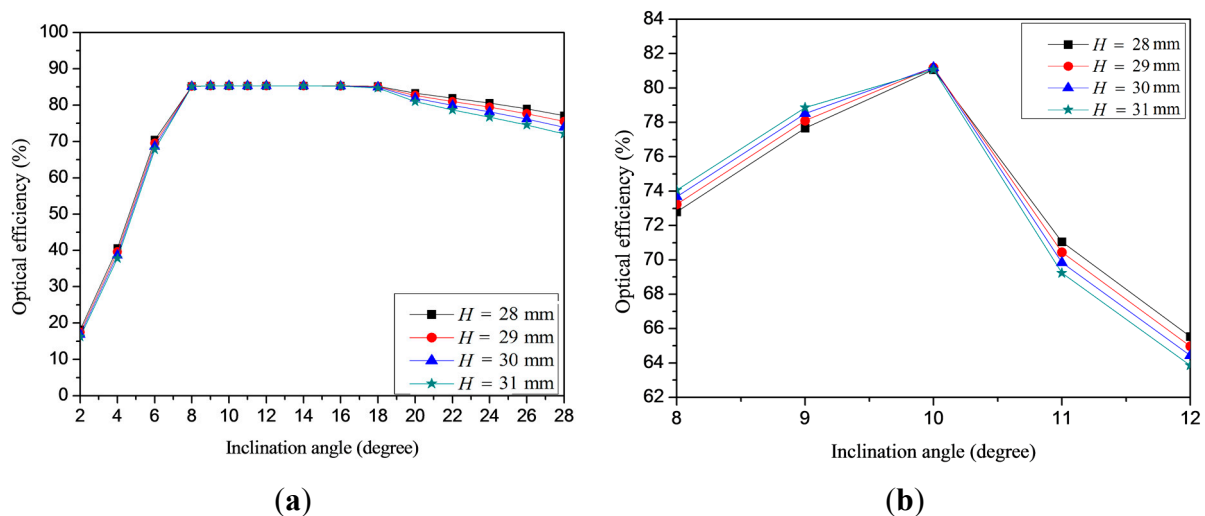 100
90
80
70
60
50
40
30
20
10
0
Optical efficiency (%)
H = 28 mm
H = 29 mm
H = 30 mm
H = 31 mm
2 4 6 8 10 12 14 16 18 20 22 24 26 28
Inclination angle (degree)
(a)
84
82
80
78
76
74
72
70
68
66
64
62
Optical efficiency (%)
H = 28 mm
H = 29 mm
H = 30 mm
H = 31 mm
8 9 10 11 12
Inclination angle (degree)
(b)